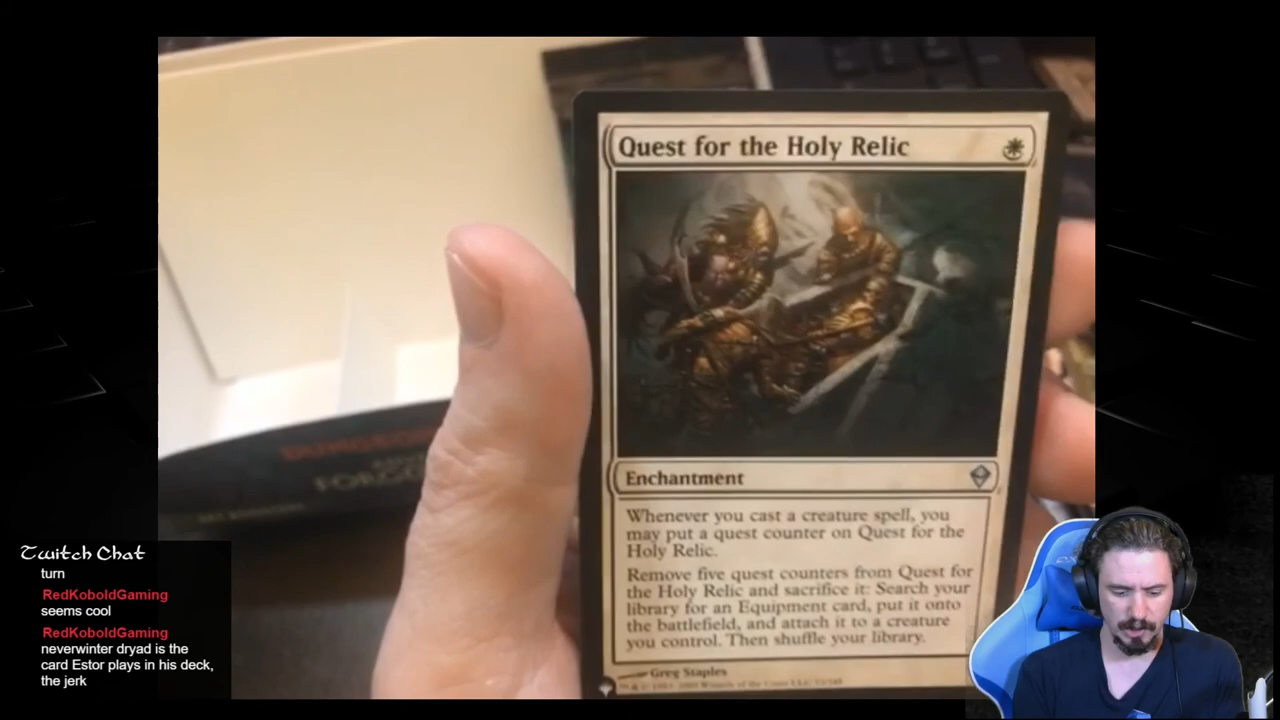 Quest for the Holy Relic
Enchantment
Whenever you cast a creature spell, you
may put a quest counter on Quest for the
Holy Relic.
Remove five quest counters from Quest for
the Holy Relic and sacrifice it: Search your
library for an Equipment card, put it onto
the battlefield, and attach it to a creature
you control. Then shuffle your library.
Greg Staples
Twitch Chat
turn
RedKoboldGaming
seems cool
RedKoboldGaming
neverwinter dryad is the
card Estor plays in his deck,
the jerk